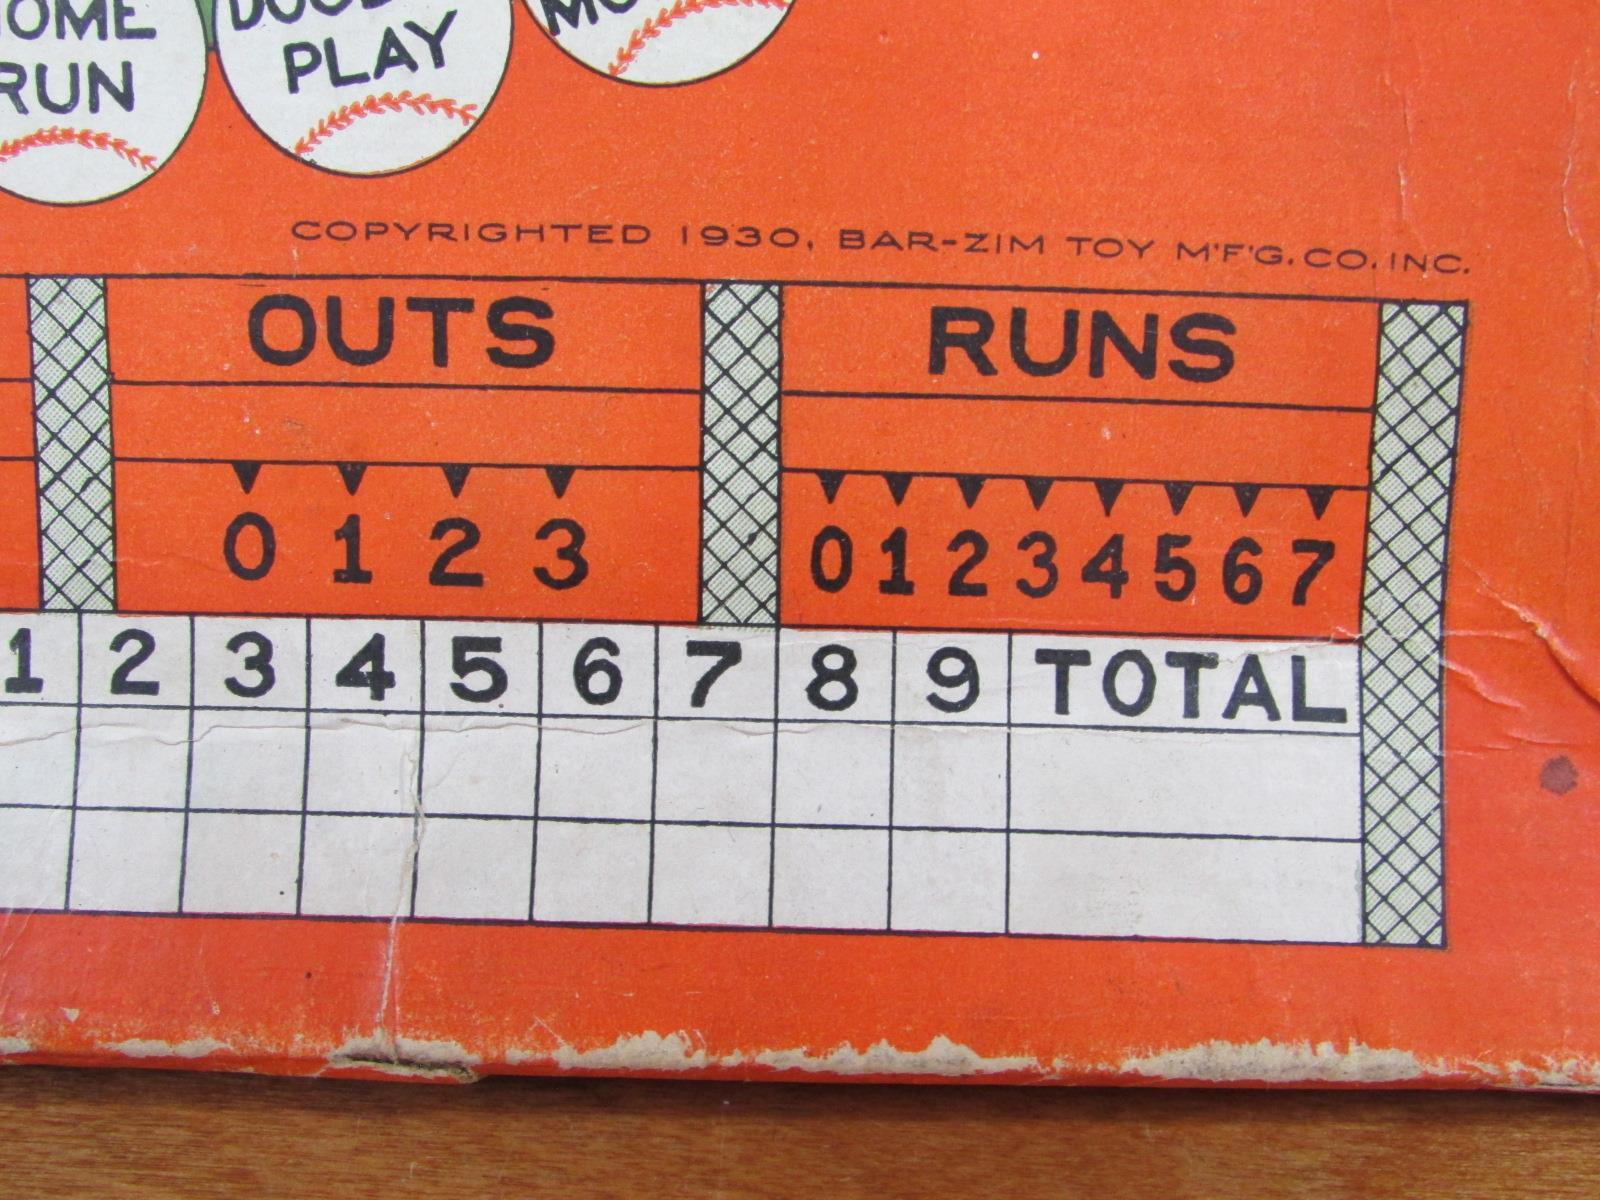 RUN
PLAY
COPYRIGHTED 1930, BAR-ZIM TOY M'F'G. CO. INC.
OUTS RUNS
0 1 2 3 0 1 2 3 4 5 6 7
1 2 3 4 5 6 7 8 9 TOTAL